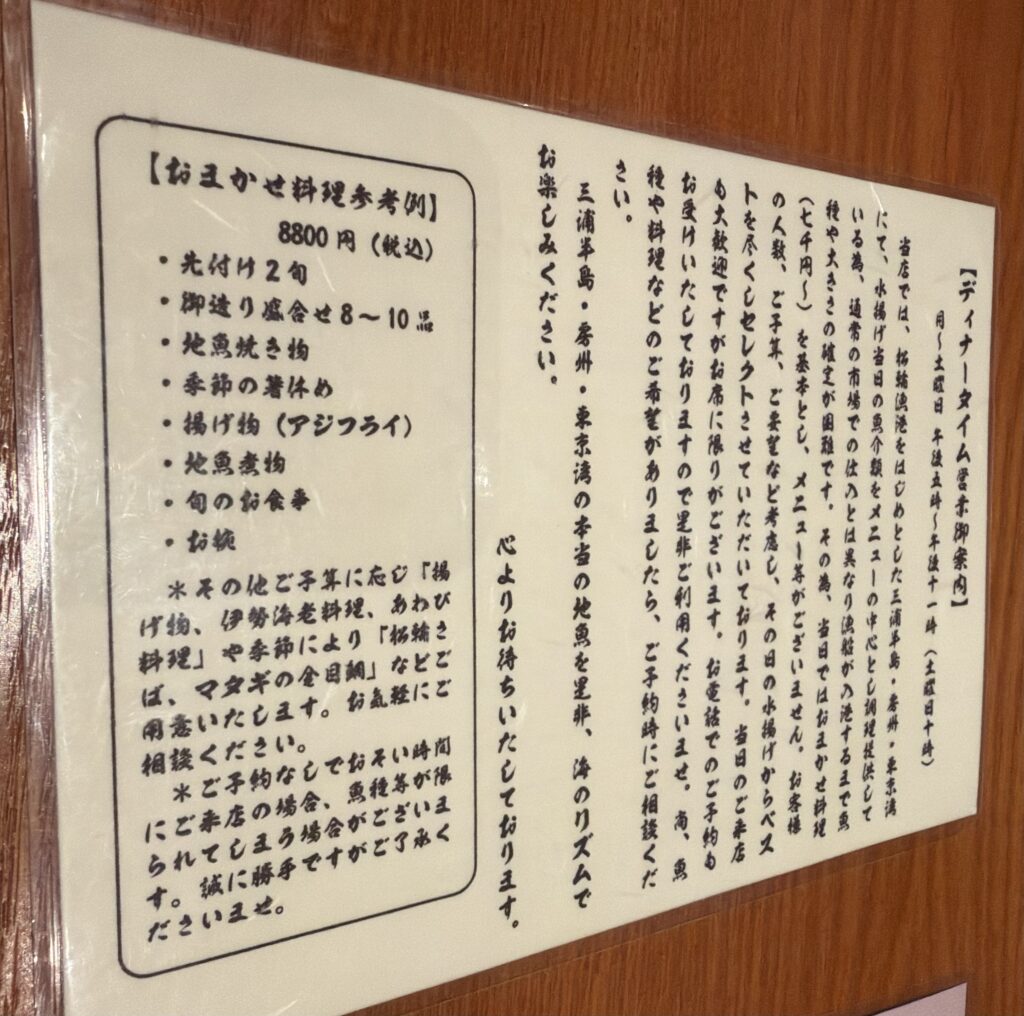 【ディナータイム営業御案内】
月～土曜日 午後五時～午後十一時(土曜日十時)
当店では、松輪漁港をはじめとした三浦半島・房州・東京湾
にて、水揚げ当日の魚介類をメニューの中心とし調理提供して
いる為、通常の市場での仕入とは異なり漁船が入港するまで魚
種や大きさの確定が困難です。その為、当日ではおまかせ料理
(七千円～)を基本とし、メニュー等がございません。お客様
の人数、ご予算、ご要望など考慮し、その日の水揚げからベス
トを尽くしセレクトさせていただいております。当日のご来店
も大歓迎ですがお席に限りがございます。お電話でのご予約も
お受けいたしておりますので是非ご利用くださいませ。尚、魚
種や料理などのご希望がありましたら、ご予約時にご相談くだ
さい。
三浦半島・房州・東京湾の本当の地魚を是非、海のリズムで
お楽しみください。
心よりお待ちいたしております。
【おまかせ料理参考例】
8800円(税込)
・先付け2旬
・御造り盛合せ8～10品
・地魚焼き物
・季節の箸休め
・揚げ物(アジフライ)
・地魚煮物
・旬のお食事
・お椀
＊その他ご予算に応じ「揚
げ物、伊勢海老料理、あわび
料理」や季節により「松輪さ
ば、マタギの金目鯛」などご
用意いたします。お気軽にご
相談ください。
＊ご予約なしでおそい時間
にご来店の場合、魚種等が限
られてしまう場合がございま
す。誠に勝手ですがご了承く
ださいませ。